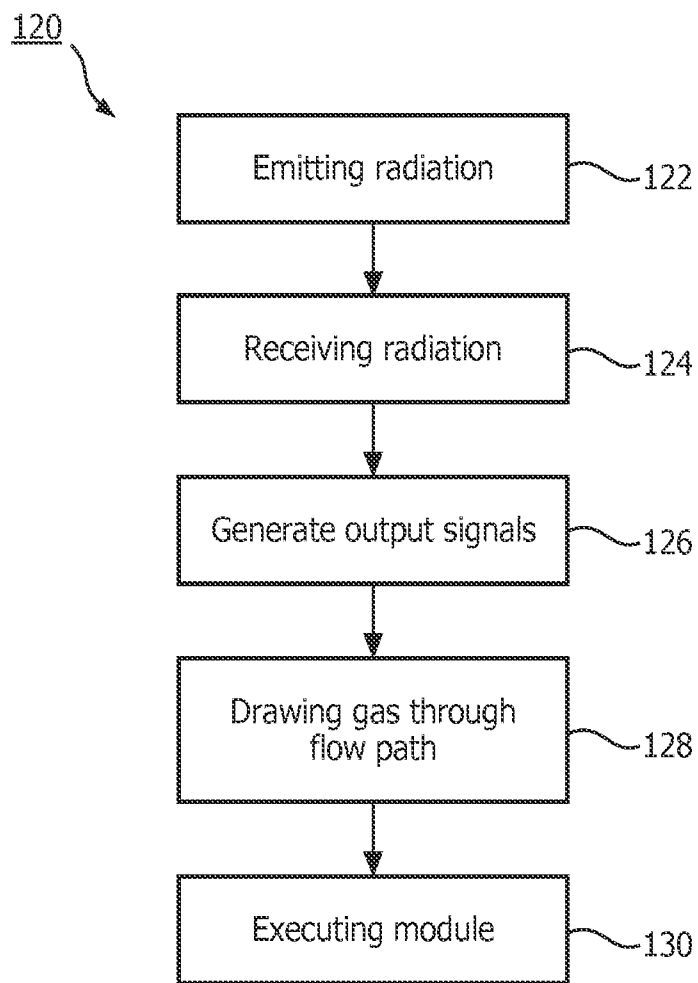 120
Emitting radiation
122
Receiving radiation
124
Generate output signals
126
Drawing gas through
flow path
128
Executing module
130